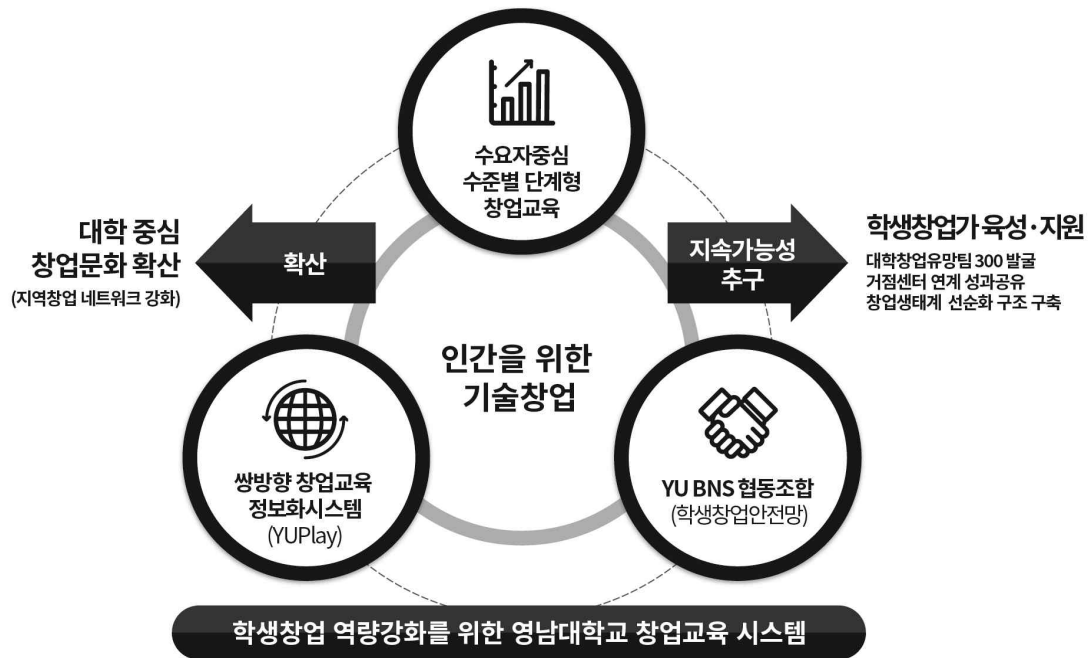 수요자중심
수준별 단계형
창업교육
대학 중심
창업문화 확산
(지역창업 네트워크 강화)
확산
지속가능성
추구
학생창업가 육성·지원
대학창업유망팀 300 발굴
거점센터 연계 성과공유
창업생태계 선순화 구조 구축
인간을 위한
기술창업
쌍방향 창업교육
정보화시스템
(YUPlay)
YU BNS 협동조합
(학생창업안전망)
학생창업 역량강화를 위한 영남대학교 창업교육 시스템